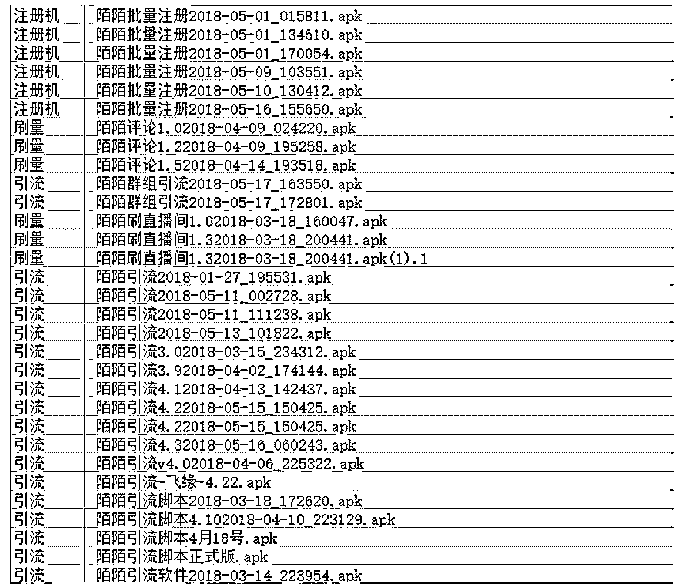 注册机 陌陌批量注册2018-05-01_015811.apk
注册机 陌陌批量注册2018-05-01_134610.apk
注册机 陌陌批量注册2018-05-01_170054.apk
注册机 陌陌批量注册2018-05-09_103551.apk
注册机 陌陌批量注册2018-05-10_130412.apk
注册机 陌陌批量注册2018-05-16_155650.apk
刷量 陌陌评论1.02018-04-09_024220.apk
刷量 陌陌评论1.22018-04-09_195258.apk
刷量 陌陌评论1.52018-04-14_193518.apk
引流 陌陌群组引流2018-05-17_163550.apk
引流 陌陌群组引流2018-05-17_172801.apk
刷量 陌陌刷直播间1.02018-03-18_160047.apk
刷量 陌陌刷直播间1.32018-03-18_200441.apk
刷量 陌陌刷直播间1.32018-03-18_200441.apk(1).1
引流 陌陌引流2018-01-27_195531.apk
引流 陌陌引流2018-05-11_002728.apk
引流 陌陌引流2018-05-11_111238.apk
引流 陌陌引流2018-05-13_101822.apk
引流 陌陌引流3.02018-03-15_234312.apk
引流 陌陌引流3.92018-04-02_174144.apk
引流 陌陌引流4.12018-04-13_142437.apk
引流 陌陌引流4.22018-05-15_150425.apk
引流 陌陌引流4.22018-05-15_150425.apk
引流 陌陌引流4.32018-05-16_060243.apk
引流 陌陌引流v4.02018-04-06_225322.apk
引流 陌陌引流-飞缘-4.22.apk
引流 陌陌引流脚本2018-03-18_172620.apk
引流 陌陌引流脚本4.102018-04-10_223129.apk
引流 陌陌引流脚本4月18号.apk
引流 陌陌引流脚本正式版.apk
引流 陌陌引流软件2018-03-14_223954.apk